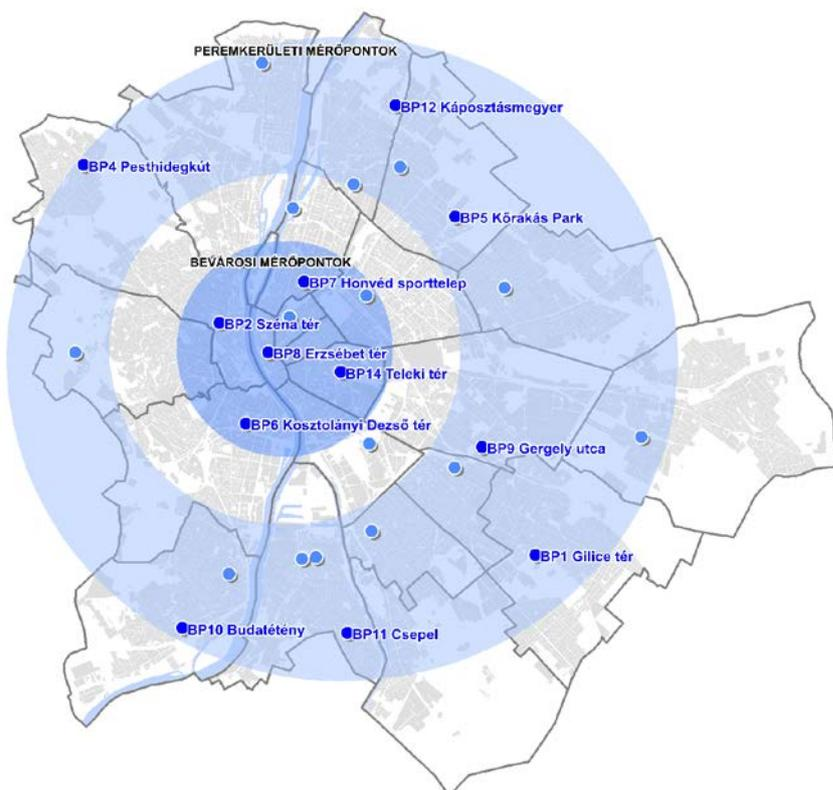 PEREMKERÜLETI MÉRŐPONTOK
BP12 Káposztásmegyer
BP4 Pesthidegkút
BP5 Kőrakás Park
BEVÁROSI MÉRŐPONTOK
BP7 Honvéd sporttelep
BP2 Széna tér
BP8 Erzsébet tér
BP14 Teleki tér
BP6 Kosztolányi Dezső tér
BP9 Gergely utca
BP1 Gilice tér
BP10 Budatétény
BP11 Csepel